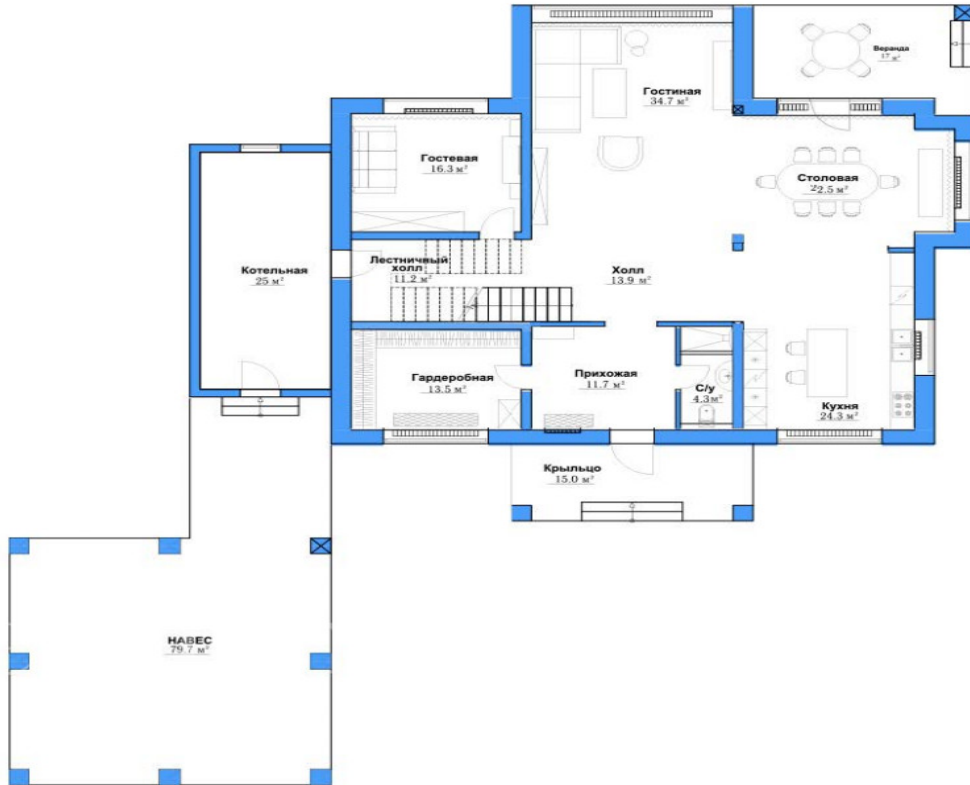 Веранда
17 м²
Гостиная
34.7 м²
Гостевая
16.3 м²
Столовая
22.5 м²
Лестничный
холл
11.2 м²
Котельная
25 м²
Холл
13.9 м²
Гардеробная
13.5 м²
Прихожая
11.7 м²
С/у
4.3 м²
Кухня
24.3 м²
Крыльцо
15.0 м²
НАВЕС
79.7 м²